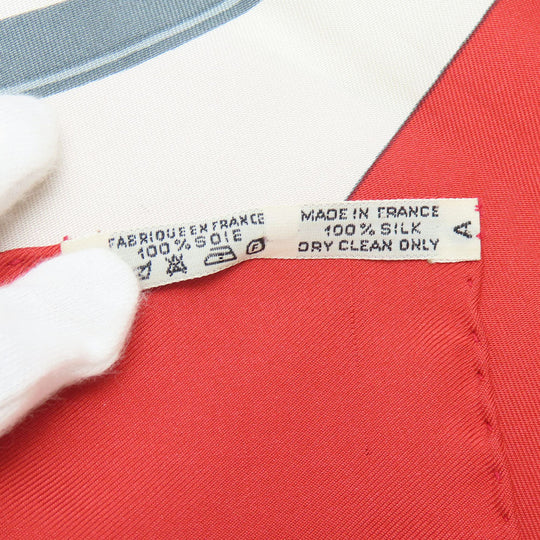 FABRIQUE EN FRANCE
100% SOIE
MADE IN FRANCE
100% SILK
DRY CLEAN ONLY
A